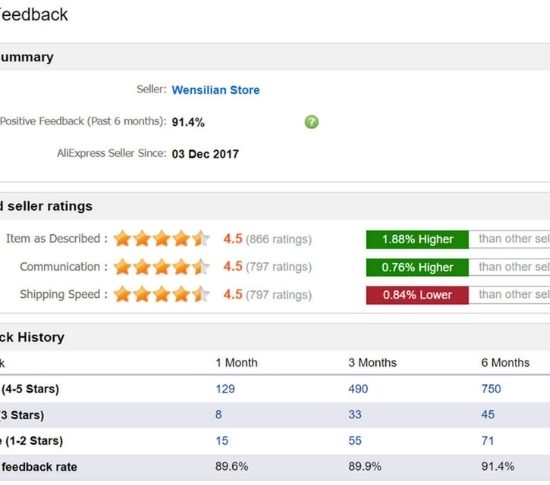 Feedback
ummary
Seller: Wensilian Store
Positive Feedback (Past 6 months): 91.4% ?
AliExpress Seller Since: 03 Dec 2017
d seller ratings
Item as Described : 4.5 (866 ratings) 1.88% Higher than other sel
Communication : 4.5 (797 ratings) 0.76% Higher than other sel
Shipping Speed : 4.5 (797 ratings) 0.84% Lower than other sel
ck History
k 1 Month 3 Months 6 Months
(4-5 Stars) 129 490 750
(3 Stars) 8 33 45
e (1-2 Stars) 15 55 71
feedback rate 89.6% 89.9% 91.4%